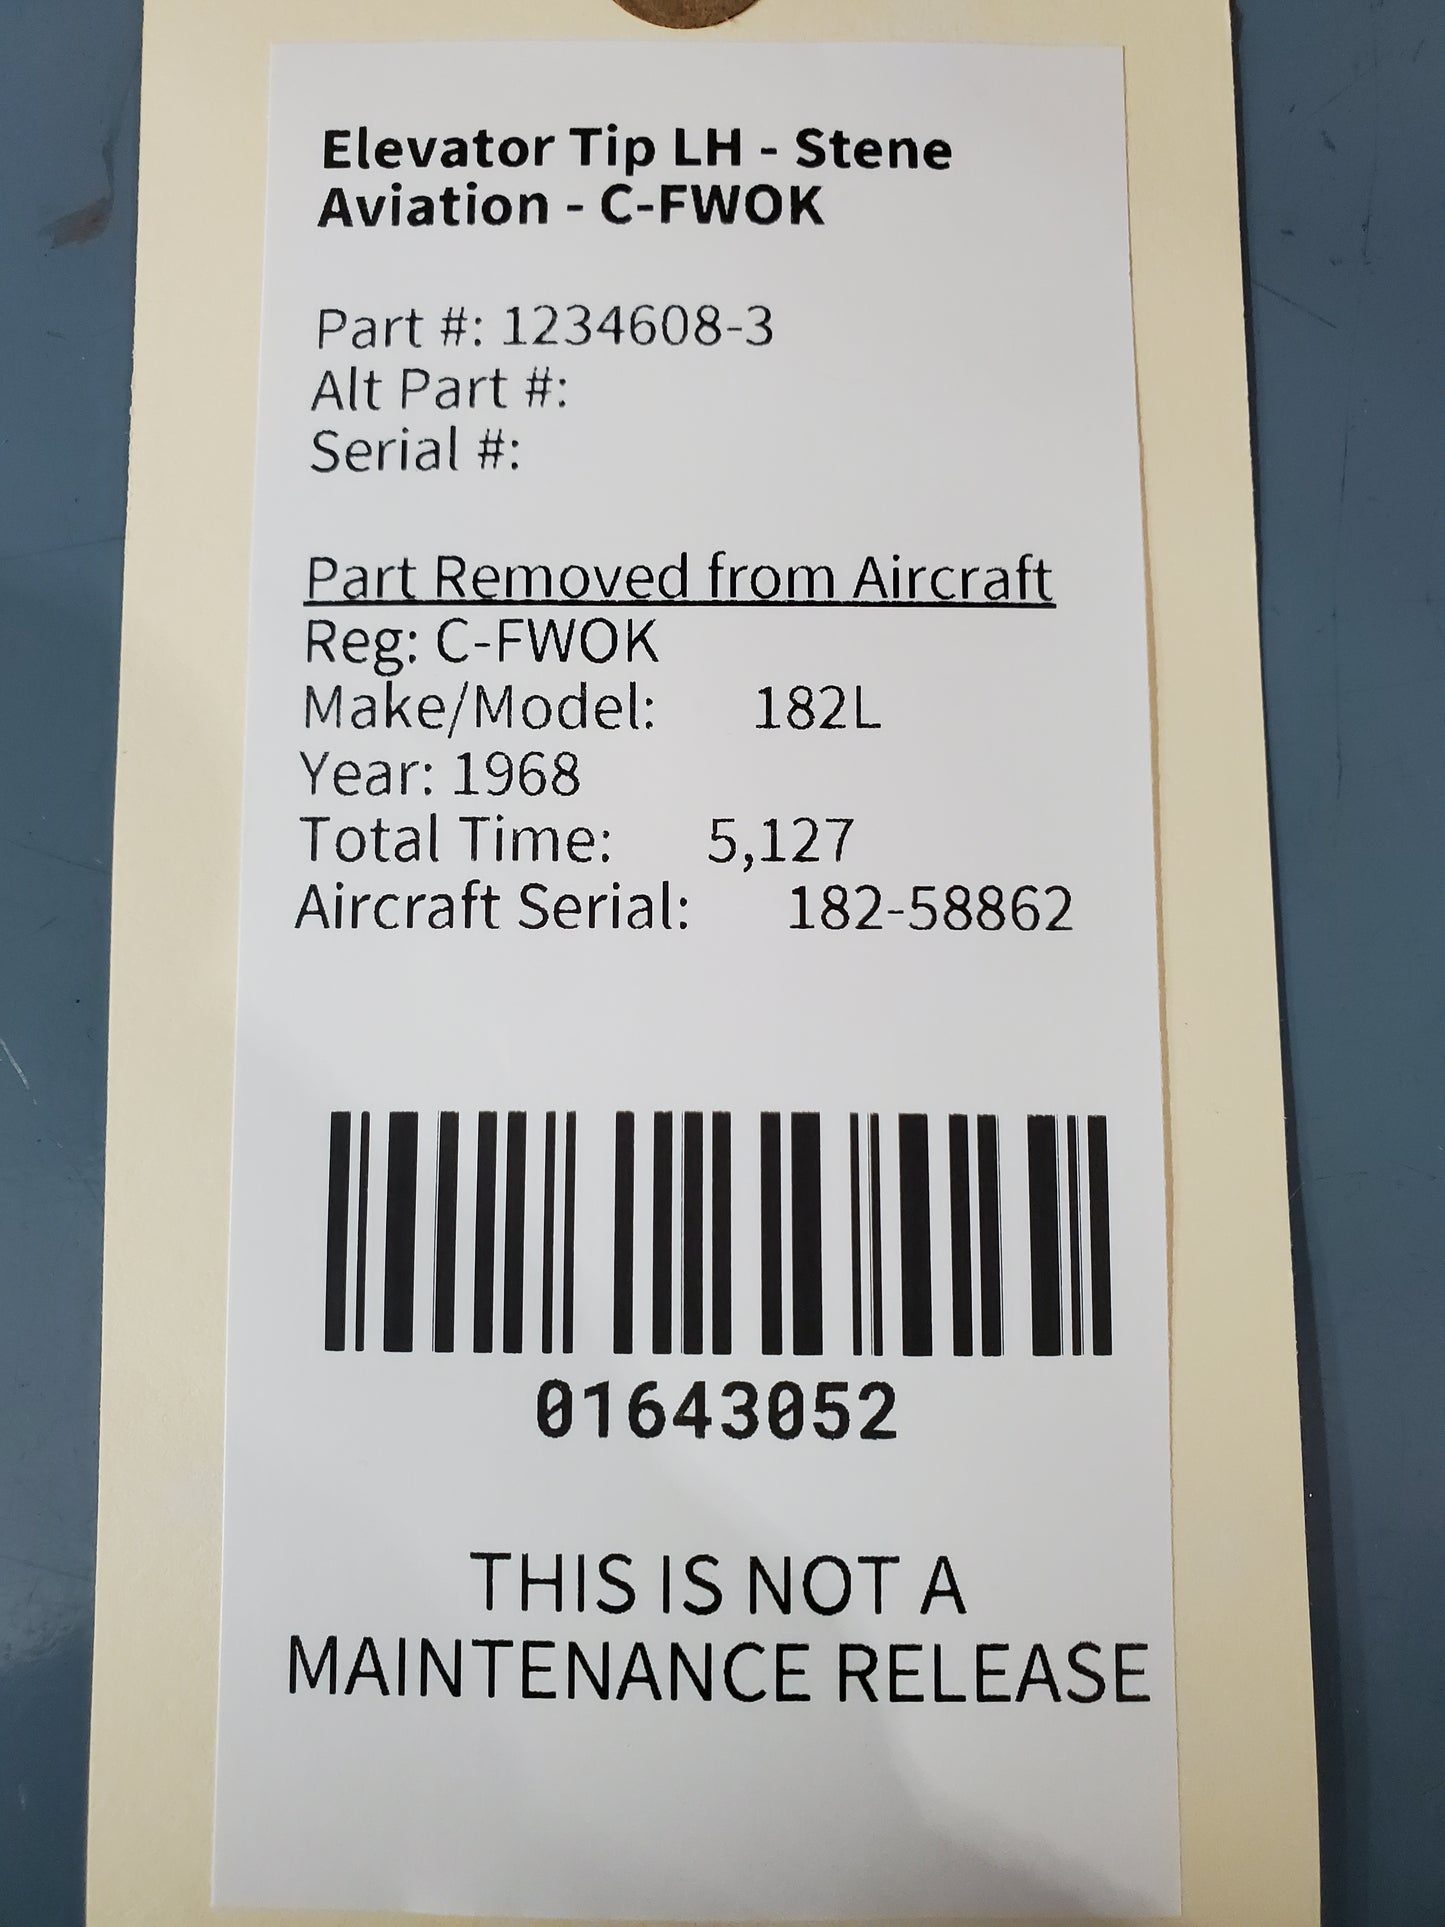 Elevator Tip LH - Stene
Aviation - C-FWOK
Part #: 1234608-3
Alt Part #:
Serial #:
Part Removed from Aircraft
Reg: C-FWOK
Make/Model: 182L
Year: 1968
Total Time: 5,127
Aircraft Serial: 182-58862
01643052
THIS IS NOT A
MAINTENANCE RELEASE